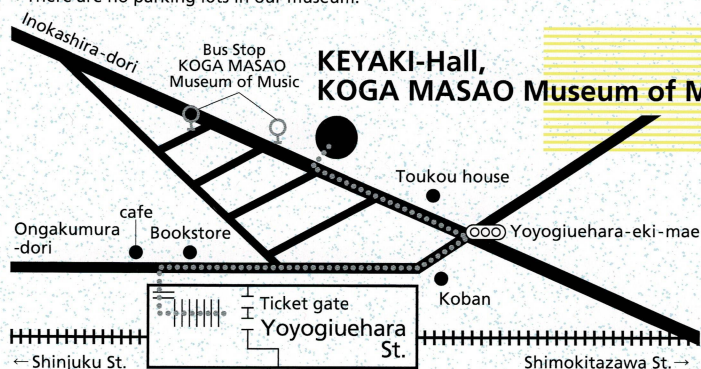 There are no parking lots in our museum.
Inokashira-dori
Bus Stop
KOGA MASAO
Museum of Music
KEYAKI-Hall,
KOGA MASAO Museum of M
Toukou house
Yoyogiuehara-eki-mae
Ongakumura
-dori
cafe
Bookstore
Koban
Ticket gate
Yoyogiuehara
St.
← Shinjuku St.
Shimokitazawa St.→